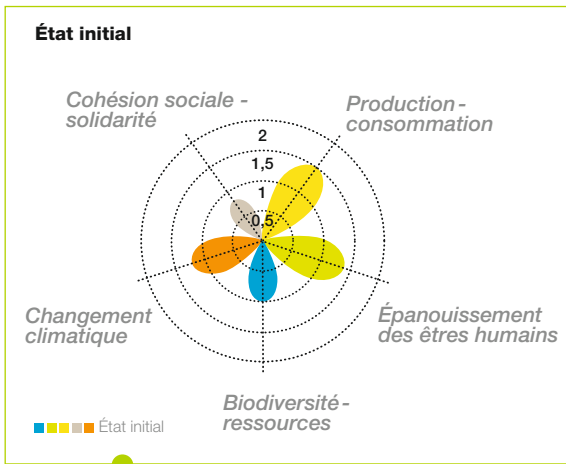 État initial
Cohésion sociale -
solidarité
Production -
consommation
2
1,5
1
0,5
Changement
climatique
Épanouissement
des êtres humains
Biodiversité -
ressources
État initial